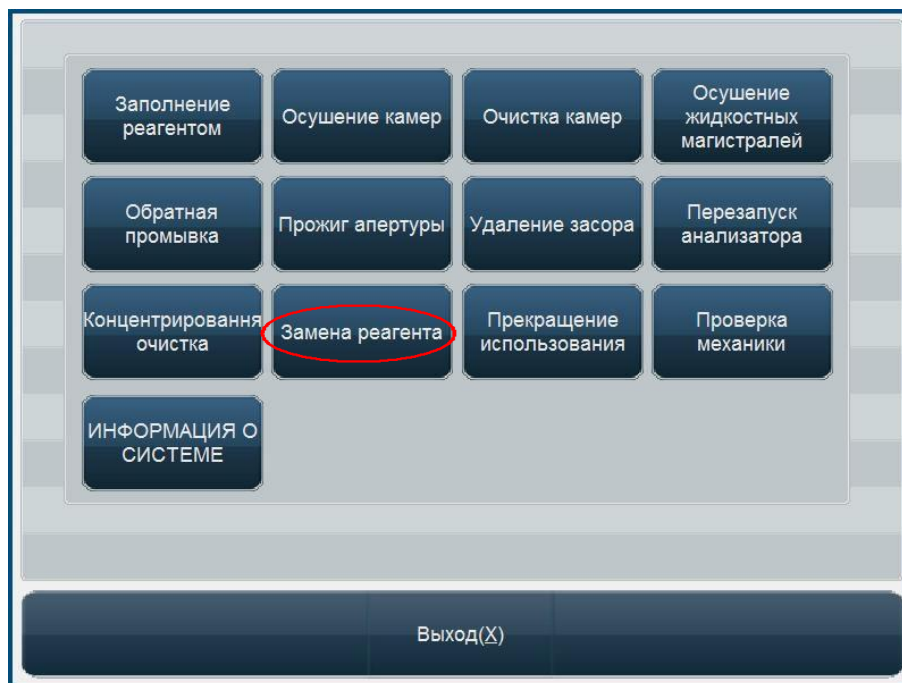 Заполнение
реагентом
Осушение камер
Очистка камер
Осушение
жидкостных
магистралей
Обратная
промывка
Прожиг апертуры
Удаление засора
Перезапуск
анализатора
Концентрировання
очистка
Замена реагента
Прекращение
использования
Проверка
механики
ИНФОРМАЦИЯ О
СИСТЕМЕ
Выход(X)